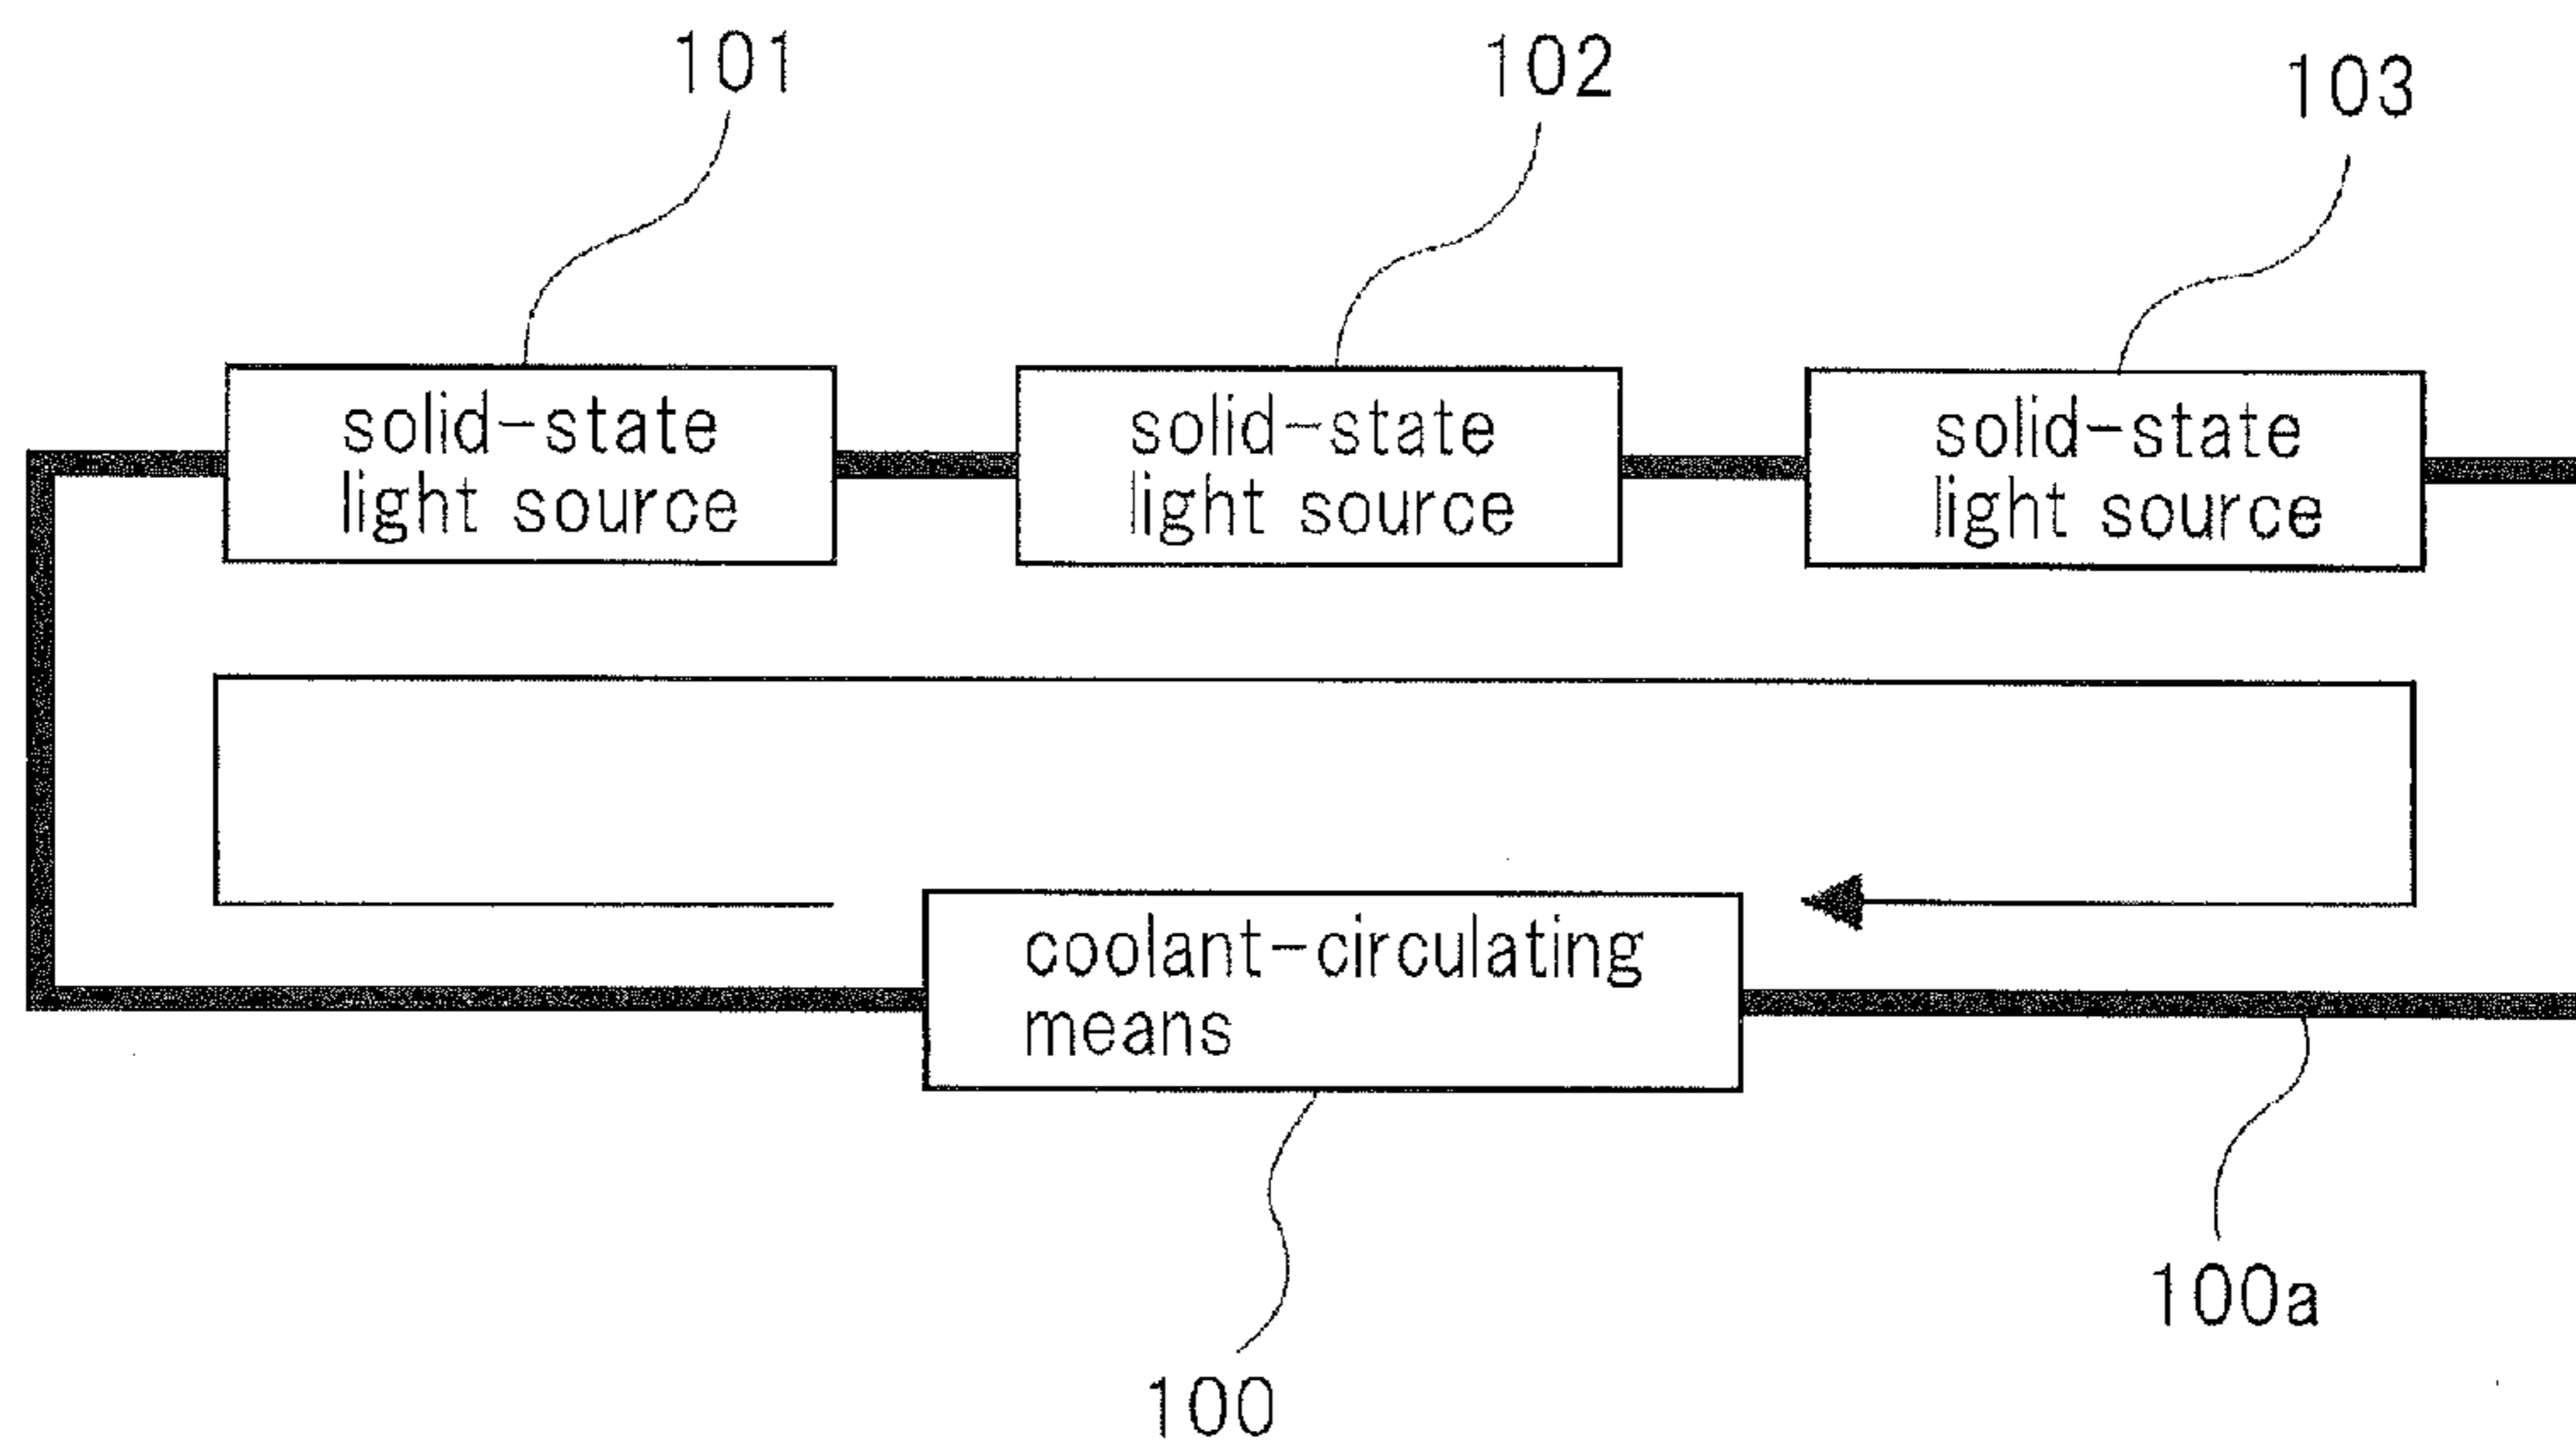 101
102
103
solid-state
light source
solid-state
light source
solid-state
light source
coolant-circulating
means
100a
100